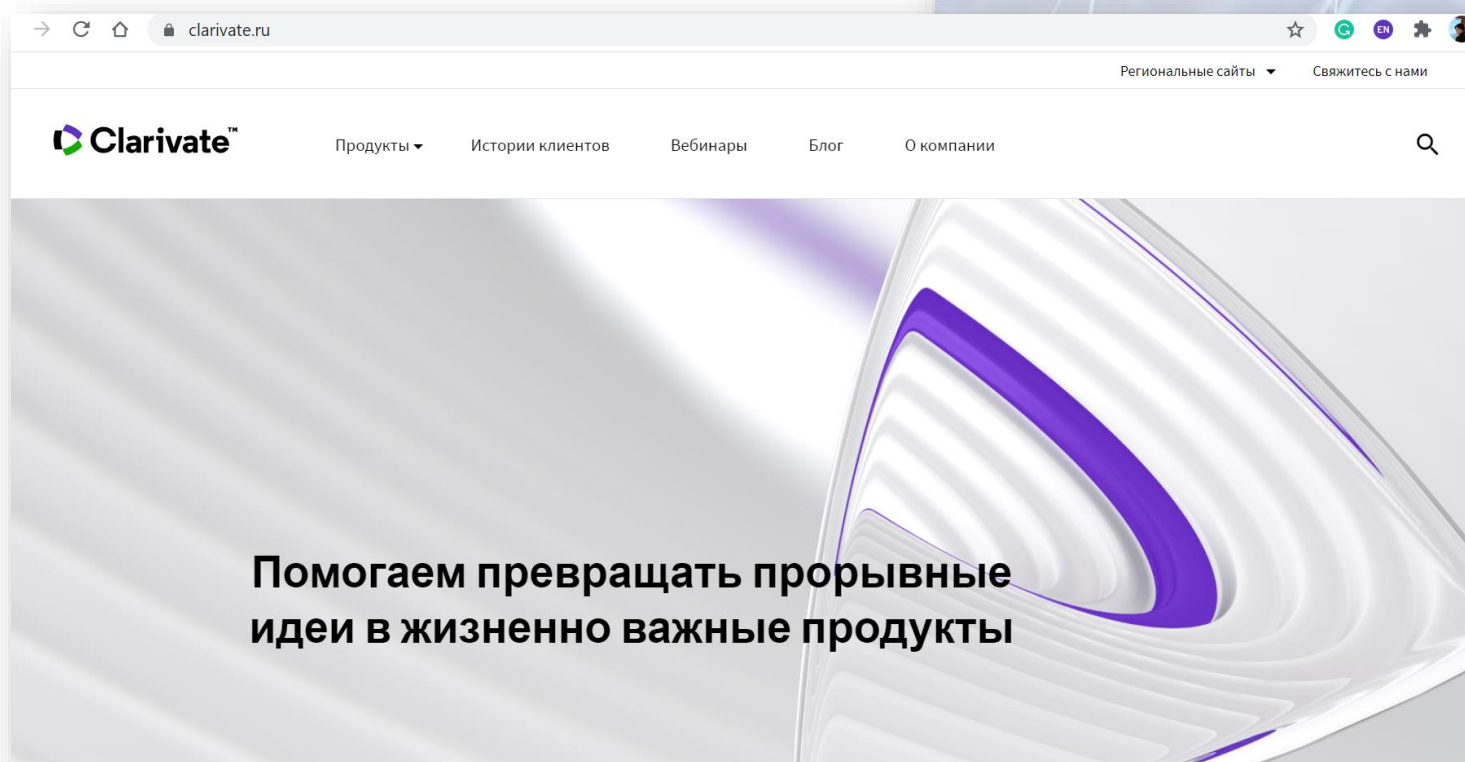 clarivate.ru
EN
Региональные сайты
Свяжитесь с нами
Clarivate™
Продукты
Истории клиентов
Вебинары
Блог
О компании
Помогаем превращать прорывные
идеи в жизненно важные продукты